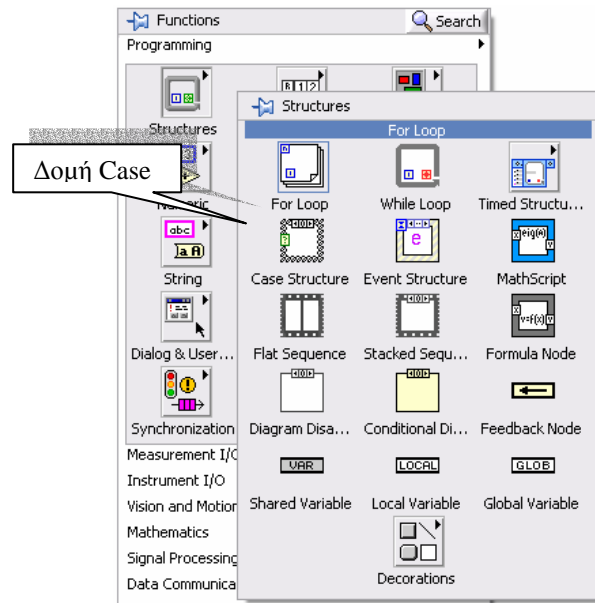 Functions
Search
Programming
Structures
For Loop
Structures
Δομή Case
For Loop While Loop Timed Structu...
Numeric
String
Case Structure Event Structure MathScript
Dialog & User...
Flat Sequence Stacked Sequ... Formula Node
Synchronization
Diagram Disa... Conditional Di... Feedback Node
Measurement I/O
Instrument I/O
VAR LOCAL GLOB
Vision and Motion
Shared Variable Local Variable Global Variable
Mathematics
Signal Processing
Decorations
Data Communica